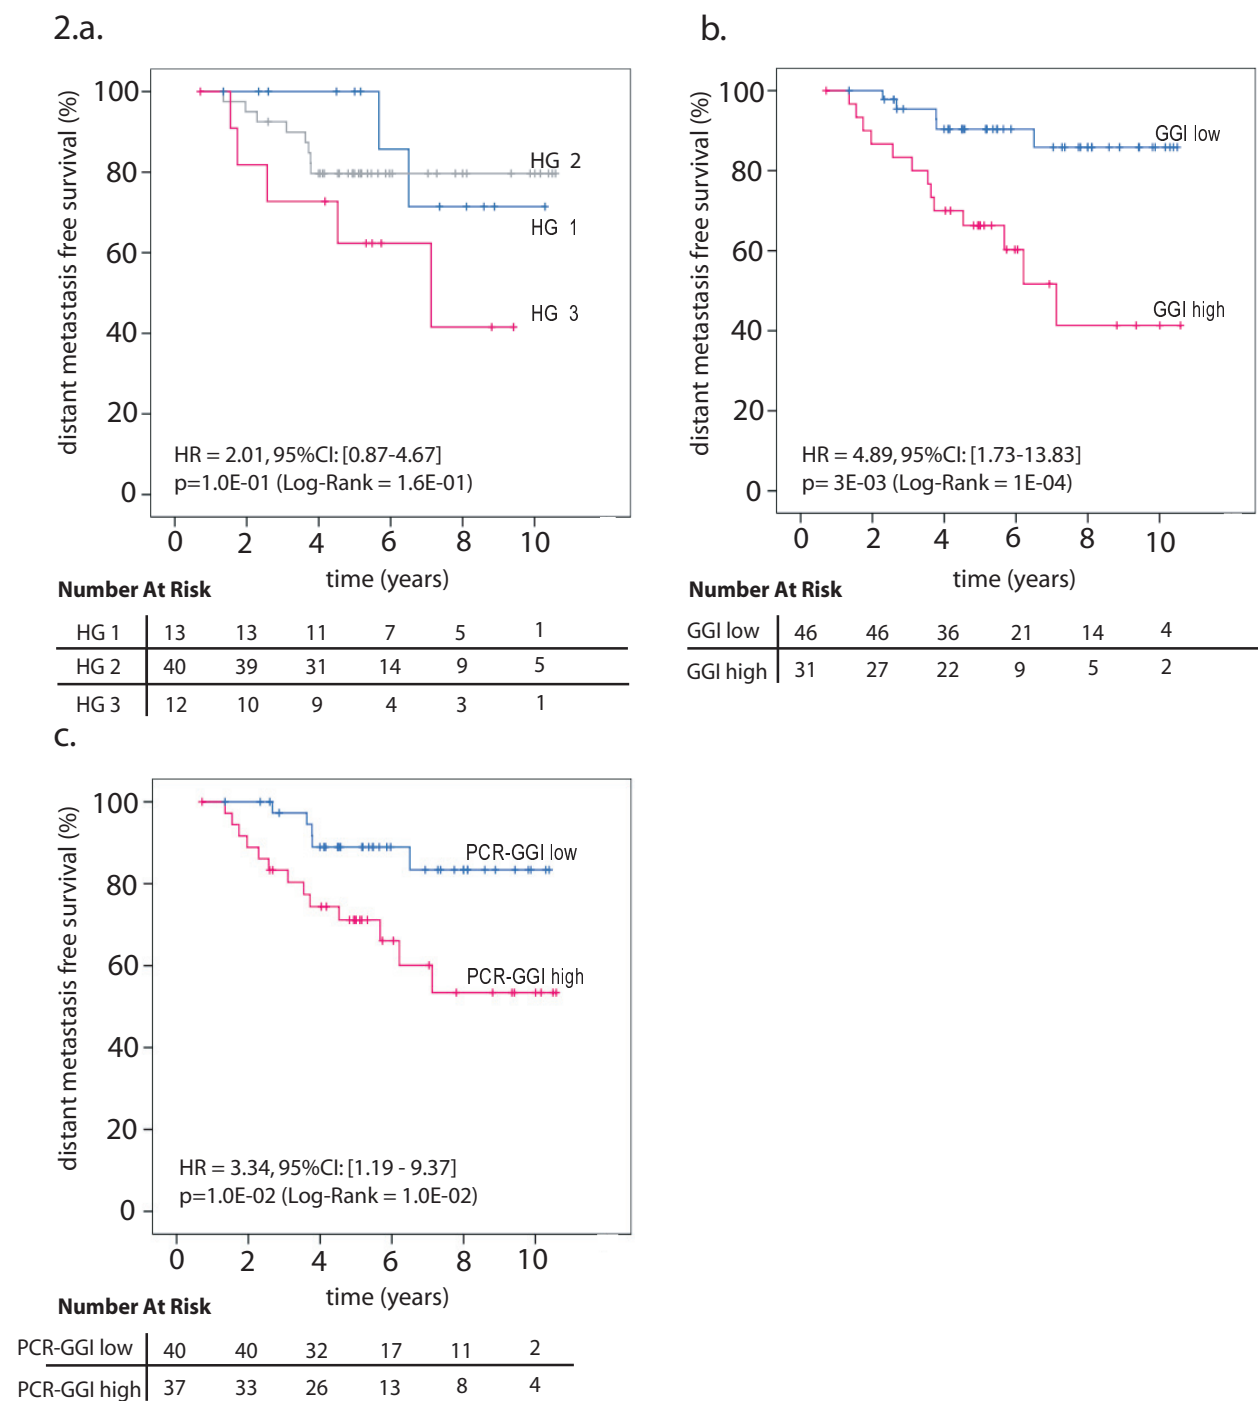 2.a.
distant metastasis free survival (%)
100
80
60
40
20
0
HG 2
HG 1
HG 3
HR = 2.01, 95%CI: [0.87-4.67]
p=1.0E-01 (Log-Rank = 1.6E-01)
0 2 4 6 8 10
time (years)
Number At Risk
HG 1 13 13 11 7 5 1
HG 2 40 39 31 14 9 5
HG 3 12 10 9 4 3 1
b.
distant metastasis free survival (%)
100
80
60
40
20
0
GGI low
GGI high
HR = 4.89, 95%CI: [1.73-13.83]
p= 3E-03 (Log-Rank = 1E-04)
0 2 4 6 8 10
time (years)
Number At Risk
GGI low 46 46 36 21 14 4
GGI high 31 27 22 9 5 2
c.
distant metastasis free survival (%)
100
80
60
40
20
0
PCR-GGI low
PCR-GGI high
HR = 3.34, 95%CI: [1.19 - 9.37]
p=1.0E-02 (Log-Rank = 1.0E-02)
0 2 4 6 8 10
time (years)
Number At Risk
PCR-GGI low 40 40 32 17 11 2
PCR-GGI high 37 33 26 13 8 4